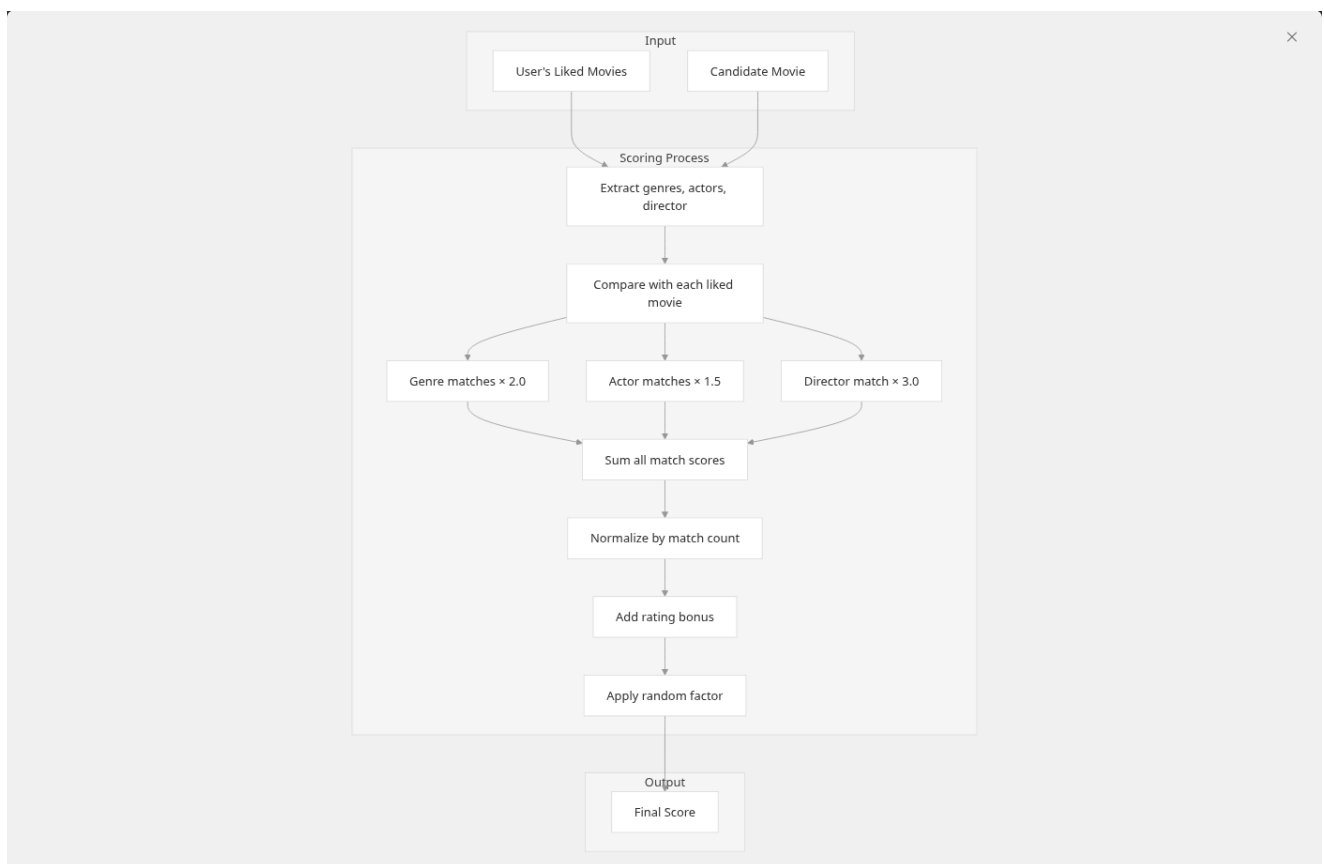 Input
User's Liked Movies
Candidate Movie
Scoring Process
Extract genres, actors,
director
Compare with each liked
movie
Genre matches × 2.0
Actor matches × 1.5
Director match × 3.0
Sum all match scores
Normalize by match count
Add rating bonus
Apply random factor
Output
Final Score